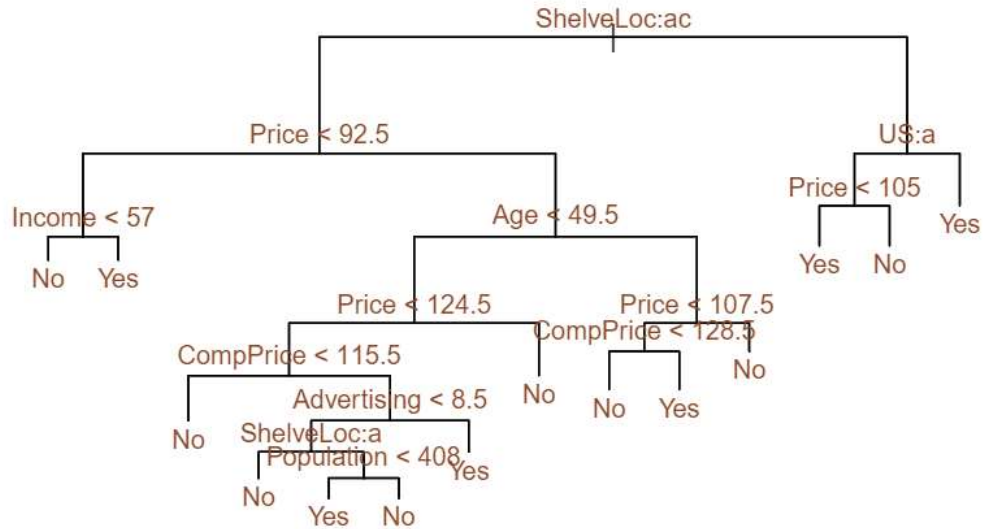 ShelveLoc:ac
Price < 92.5
US:a
Price < 105
Income < 57
Age < 49.5
Yes
Yes
No
No
Yes
Price < 124.5
Price < 107.5
CompPrice < 128.5
CompPrice < 115.5
No
No
Advertising < 8.5
No
Yes
No
ShelveLoc:a
Population < 408
Yes
No
Yes
No